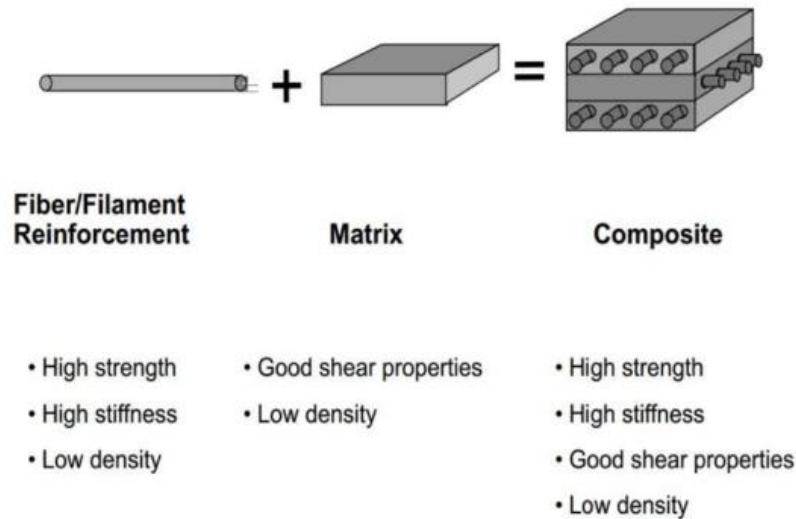 + =
Fiber/Filament
Reinforcement
Matrix
Composite
• High strength
• High stiffness
• Low density
• Good shear properties
• Low density
• High strength
• High stiffness
• Good shear properties
• Low density